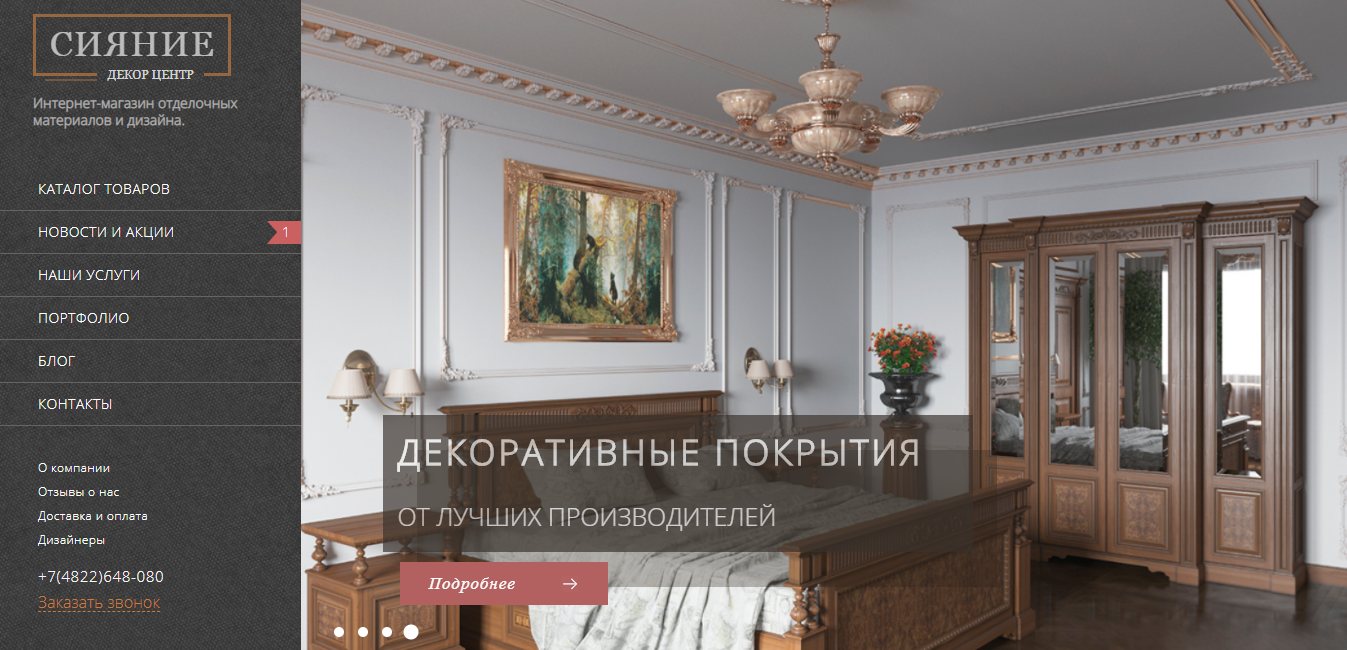 СИЯНИЕ
ДЕКОР ЦЕНТР
Интернет-магазин отделочных
материалов и дизайна.
КАТАЛОГ ТОВАРОВ
НОВОСТИ И АКЦИИ 1
НАШИ УСЛУГИ
ПОРТФОЛИО
БЛОГ
КОНТАКТЫ
О компании
Отзывы о нас
Доставка и оплата
Дизайнеры
+7(4822)648-080
Заказать звонок
ДЕКОРАТИВНЫЕ ПОКРЫТИЯ
ОТ ЛУЧШИХ ПРОИЗВОДИТЕЛЕЙ
Подробнее →